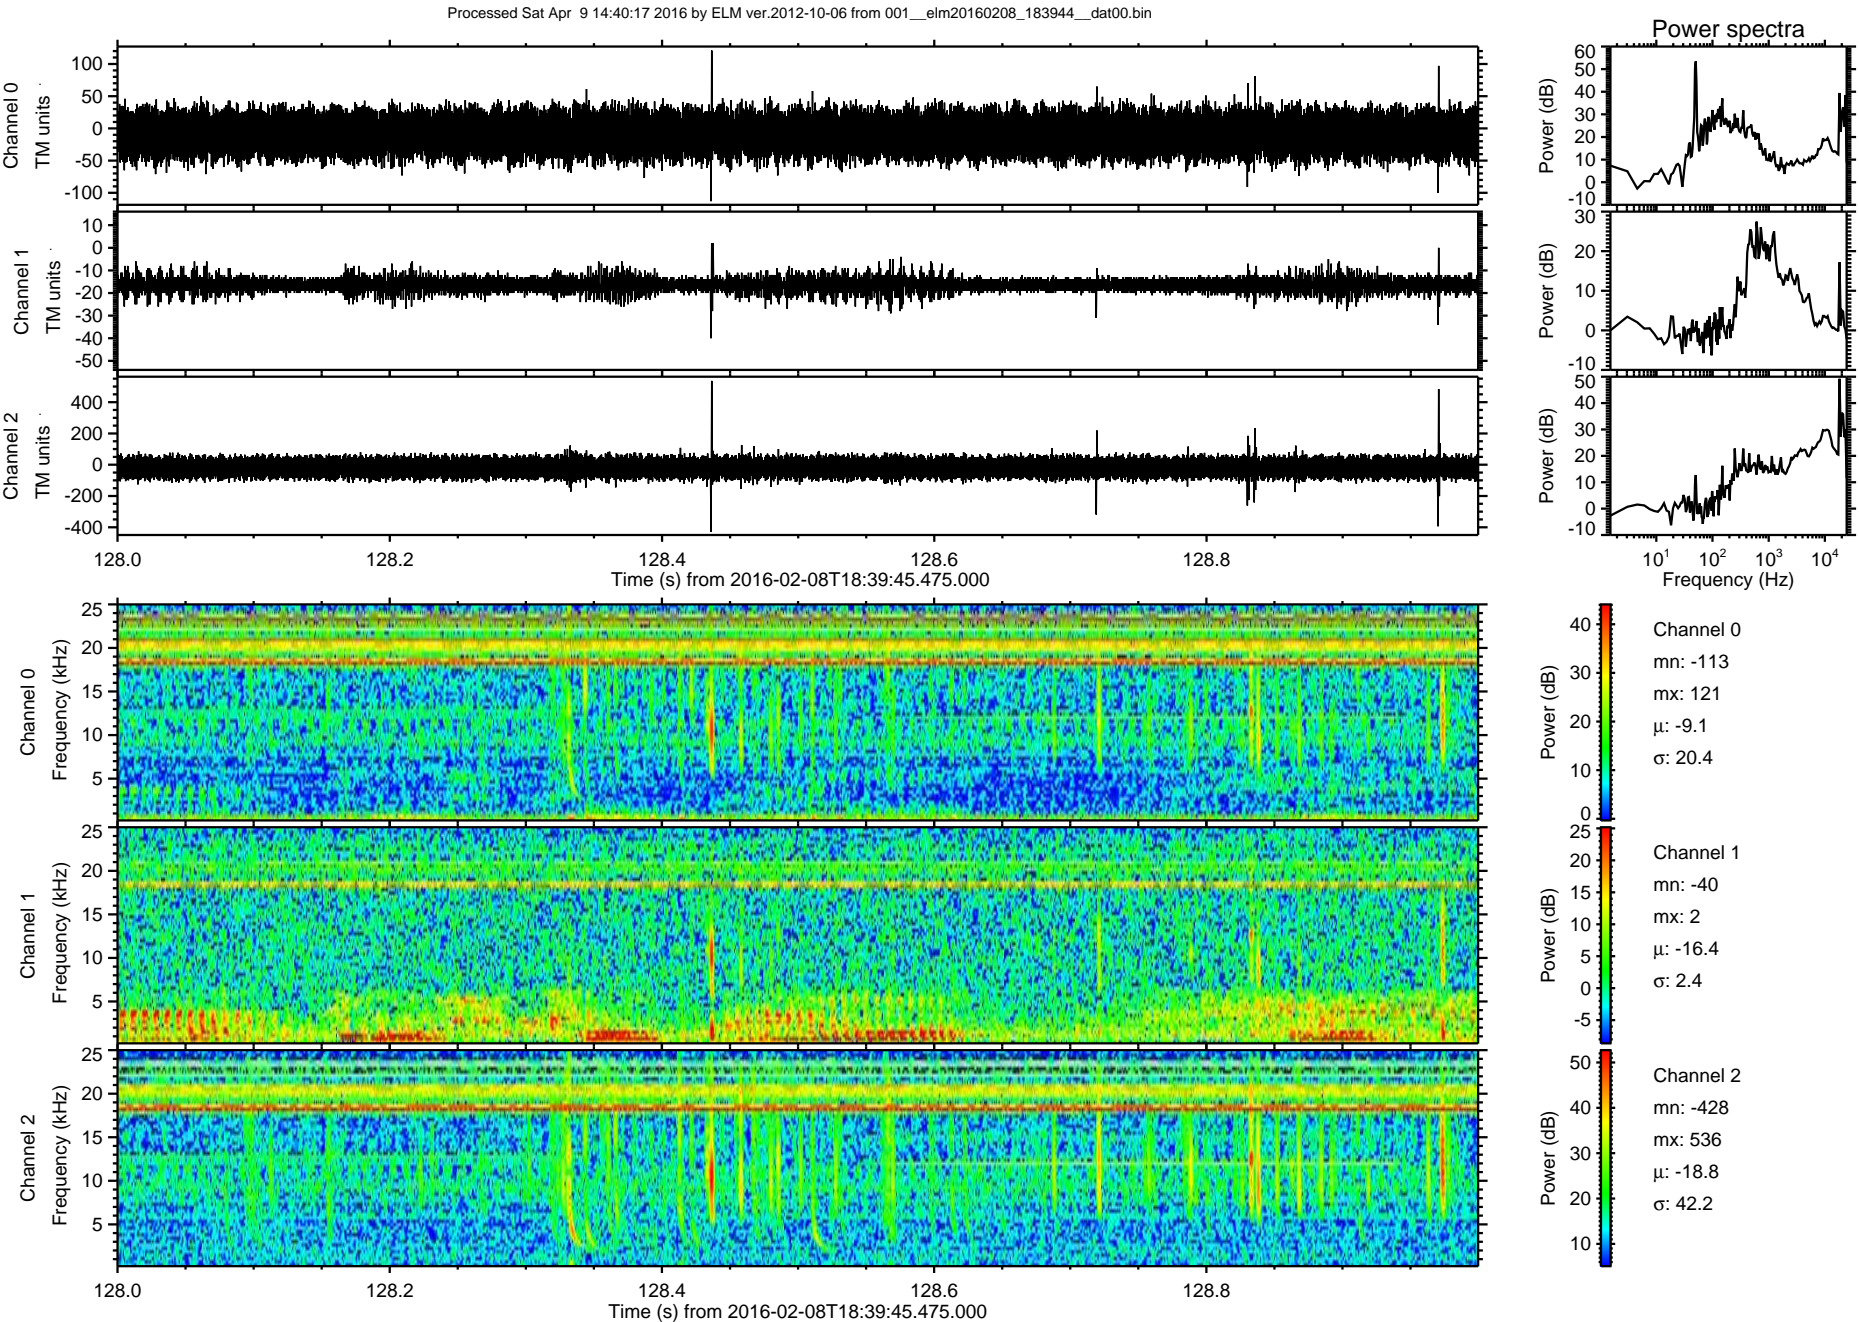 Processed Sat Apr  9 14:40:17 2016 by ELM ver.2012-10-06 from 001__elm20160208_183944__dat00.bin
Power spectra
Channel 0
TM units
100
50
0
-50
-100
Power (dB)
60
50
40
30
20
10
0
-10
Channel 1
TM units
10
0
-10
-20
-30
-40
-50
Power (dB)
30
20
10
0
-10
Channel 2
TM units
400
200
0
-200
-400
Power (dB)
50
40
30
20
10
0
-10
128.0 128.2 128.4 128.6 128.8
Time (s) from 2016-02-08T18:39:45.475.000
10¹ 10² 10³ 10⁴
Frequency (Hz)
Channel 0
Frequency (kHz)
25
20
15
10
5
Power (dB)
40
30
20
10
0
Channel 0
mn: -113
mx: 121
μ: -9.1
σ: 20.4
Channel 1
Frequency (kHz)
25
20
15
10
5
Power (dB)
25
20
15
10
5
0
-5
Channel 1
mn: -40
mx: 2
μ: -16.4
σ: 2.4
Channel 2
Frequency (kHz)
25
20
15
10
5
Power (dB)
50
40
30
20
10
Channel 2
mn: -428
mx: 536
μ: -18.8
σ: 42.2
128.0 128.2 128.4 128.6 128.8
Time (s) from 2016-02-08T18:39:45.475.000